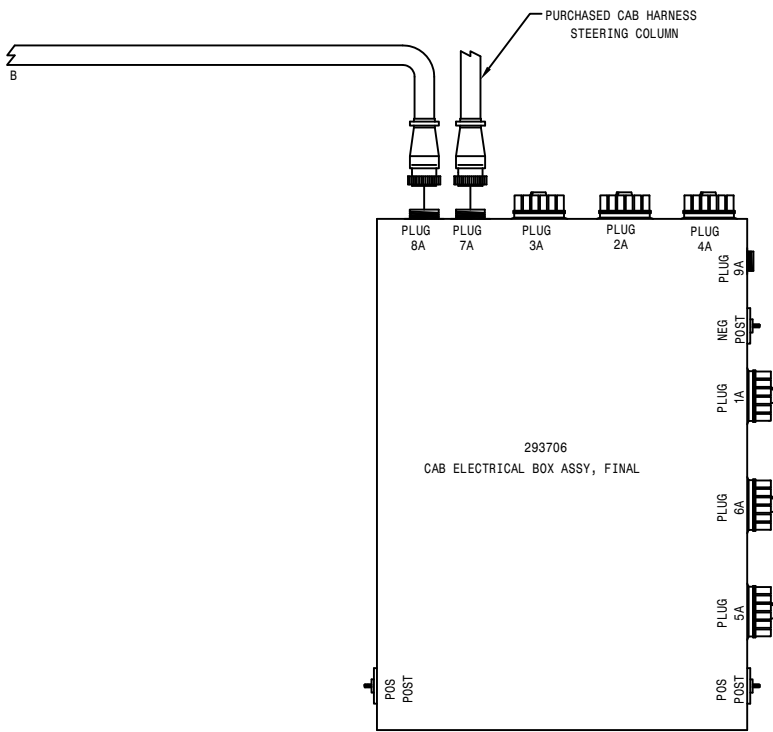 PURCHASED CAB HARNESS
STEERING COLUMN
B
PLUG
8A
PLUG
7A
PLUG
3A
PLUG
2A
PLUG
4A
PLUG
9A
NEG
POST
PLUG
1A
293706
CAB ELECTRICAL BOX ASSY, FINAL
PLUG
6A
PLUG
5A
POS
POST
POS
POST